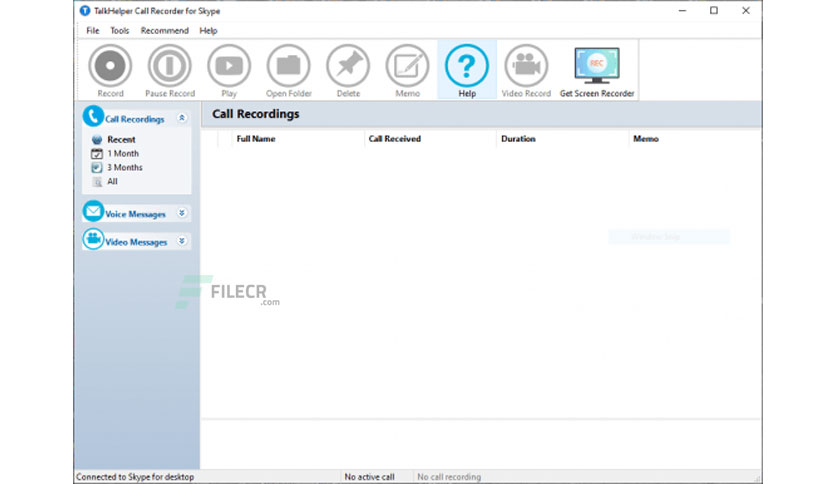 TalkHelper Call Recorder for Skype
File Tools Recommend Help
Record Pause Record Play Open Folder Delete Memo Help Video Record Get Screen Recorder
REC
Call Recordings
Recent
1 Month
3 Months
All
Voice Messages
Video Messages
Call Recordings
Full Name Call Received Duration Memo
Window Snip
FILECR
.com
Connected to Skype for desktop No active call No call recording